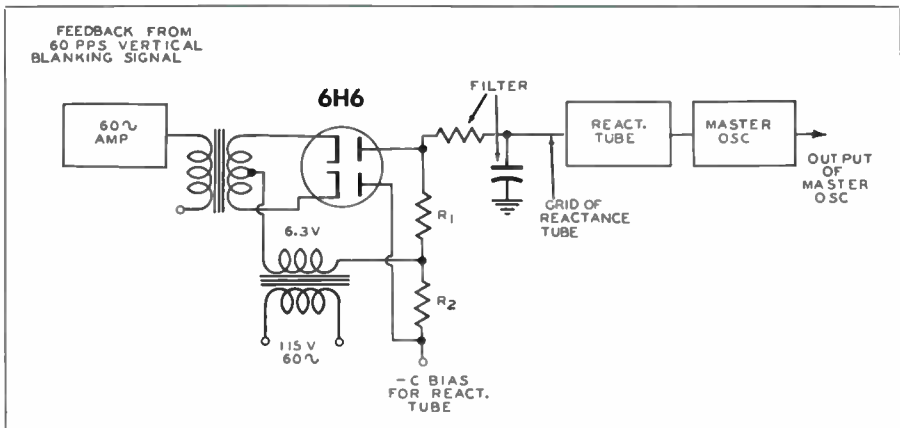 FEEDBACK FROM
60 PPS VERTICAL
BLANKING SIGNAL
6H6
FILTER
60~
AMP
REACT.
TUBE
MASTER
OSC
OUTPUT
OF
MASTER
OSC
GRID OF
REACTANCE
TUBE
R1
6.3V
R2
115V
60~
-C BIAS
FOR REACT.
TUBE